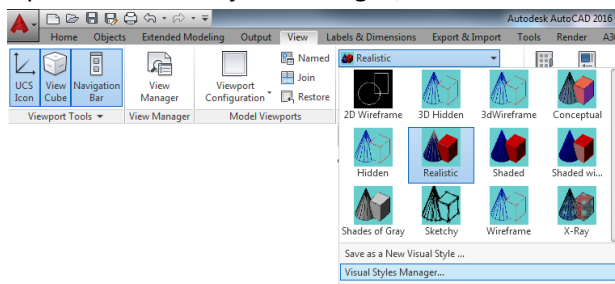 Autodesk AutoCAD 2016
Home Objects Extended Modeling Output View Labels & Dimensions Export & Import Tools Render
UCS Icon
View Cube
Navigation Bar
Viewport Tools
View Manager
View Manager
Viewport Configuration
Named
Join
Restore
Model Viewports
Realistic
2D Wireframe 3D Hidden 3dWireframe Conceptual
Hidden Realistic Shaded Shaded wi...
Shades of Gray Sketchy Wireframe X-Ray
Save as a New Visual Style ...
Visual Styles Manager...